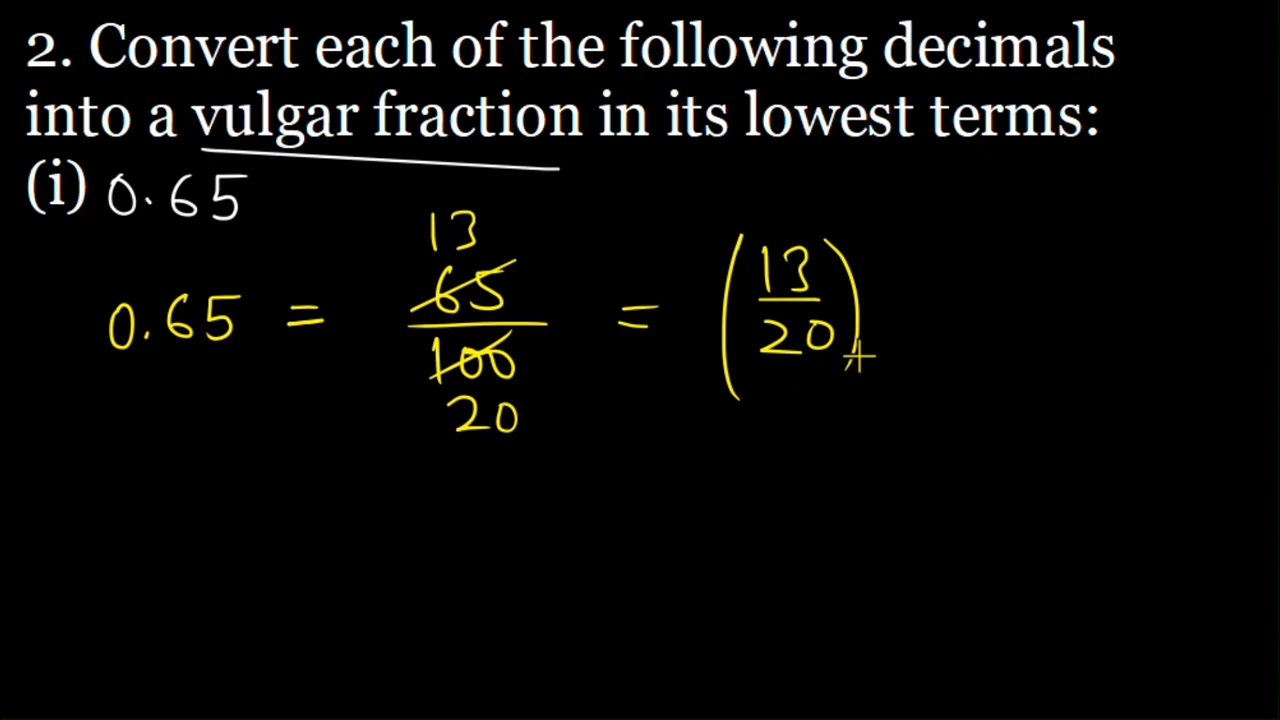 2. Convert each of the following decimals
into a vulgar fraction in its lowest terms:
(i) 0.65
13
0.65 = 65/100 = (13/20)
20